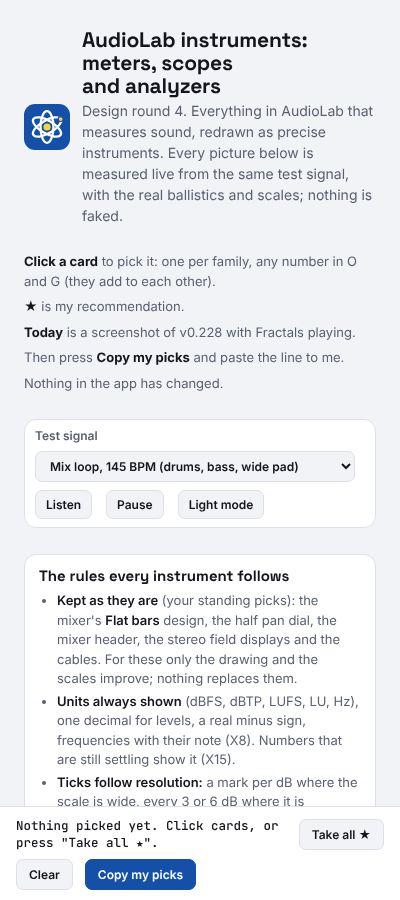 AudioLab instruments:
meters, scopes
and analyzers
Design round 4. Everything in AudioLab that
measures sound, redrawn as precise
instruments. Every picture below is
measured live from the same test signal,
with the real ballistics and scales; nothing is
faked.
Click a card to pick it: one per family, any number in O
and G (they add to each other).
★ is my recommendation.
Today is a screenshot of v0.228 with Fractals playing.
Then press Copy my picks and paste the line to me.
Nothing in the app has changed.
Test signal
Mix loop, 145 BPM (drums, bass, wide pad)
Listen Pause Light mode
The rules every instrument follows
• Kept as they are (your standing picks): the
mixer's Flat bars design, the half pan dial, the
mixer header, the stereo field displays and the
cables. For these only the drawing and the
scales improve; nothing replaces them.
• Units always shown (dBFS, dBTP, LUFS, LU, Hz),
one decimal for levels, a real minus sign,
frequencies with their note (X8). Numbers that
are still settling show it (X15).
• Ticks follow resolution: a mark per dB where the
scale is wide, every 3 or 6 dB where it is
Nothing picked yet. Click cards, or
press "Take all ★".
Take all ★
Clear Copy my picks